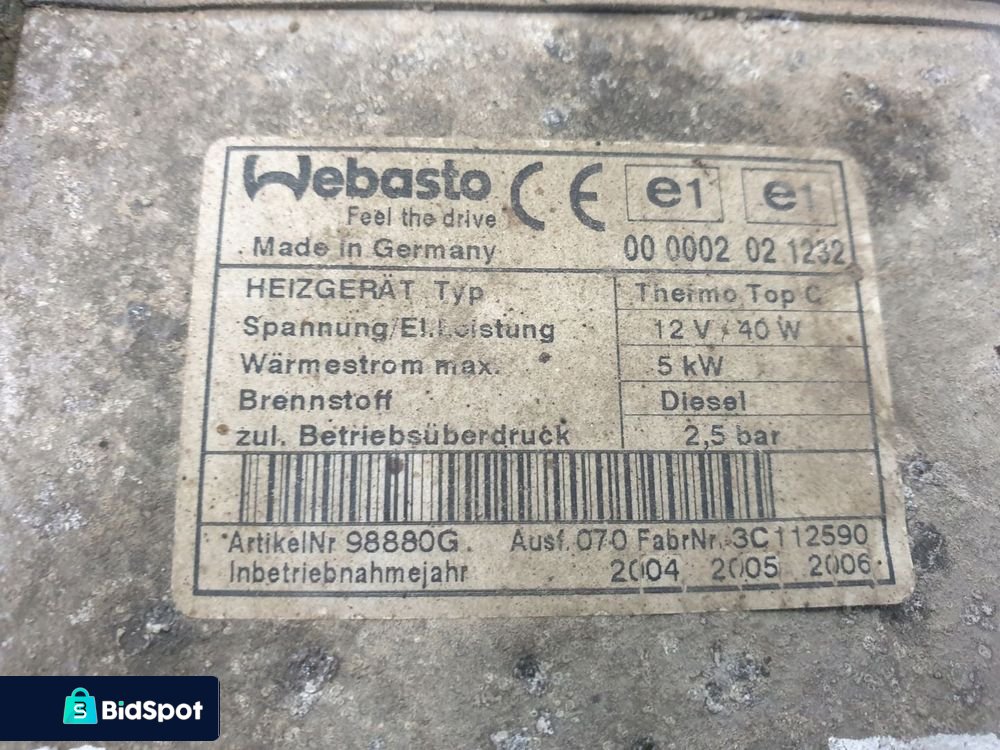 Webasto
Feel the drive
CE
e1
e1
Made in Germany
00 0002 02 1232
HEIZGERÄT Typ Thermo Top C
Spannung/El.Leistung 12 V / 40 W
Wärmestrom max. 5 kW
Brennstoff Diesel
zul. Betriebsüberdruck 2,5 bar
ArtikelNr 98880G. Ausf. 070 FabrNr. 3C112590
Inbetriebnahmejahr 2004 2005 2006
BidSpot